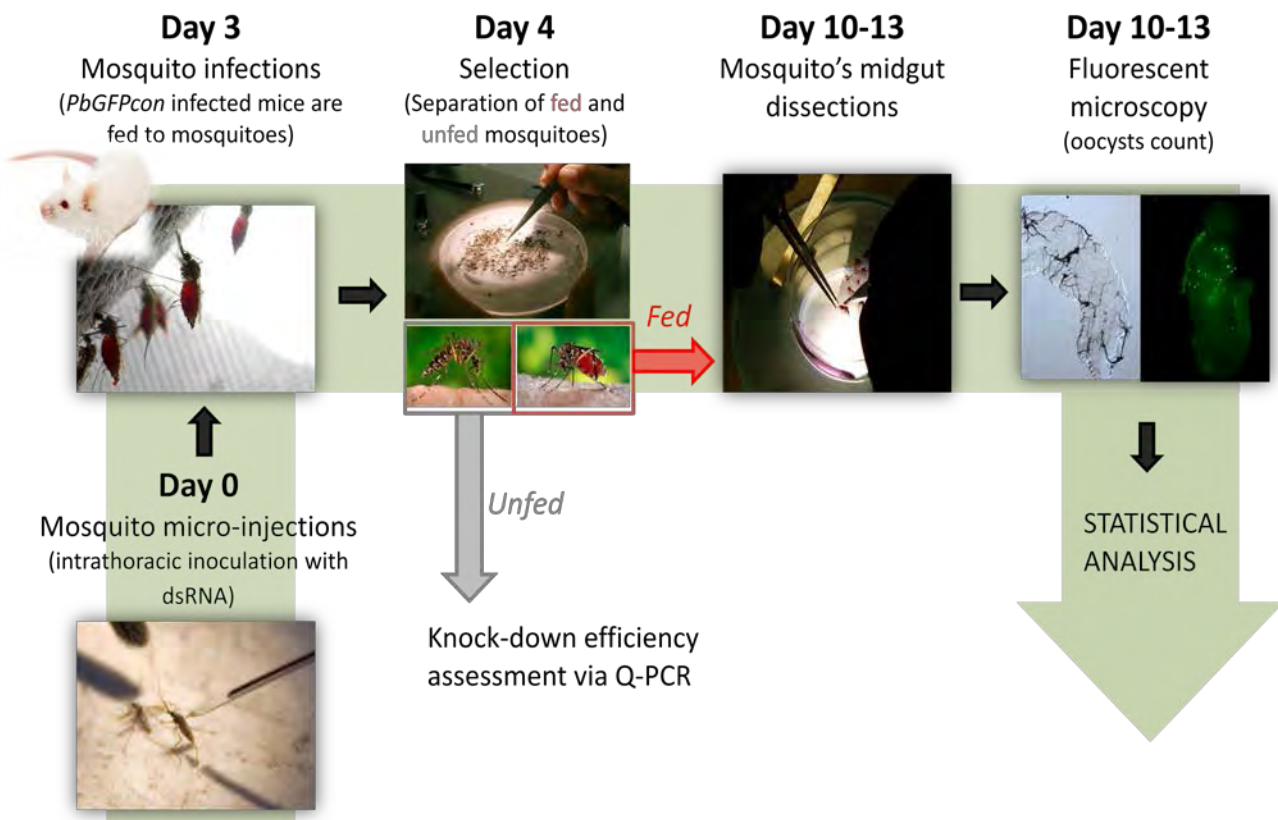 Day 3
Mosquito infections
(PbGFPcon infected mice are
fed to mosquitoes)
Day 4
Selection
(Separation of fed and
unfed mosquitoes)
Day 10-13
Mosquito's midgut
dissections
Day 10-13
Fluorescent
microscopy
(oocysts count)
Fed
Unfed
Day 0
Mosquito micro-injections
(intrathoracic inoculation with
dsRNA)
Knock-down efficiency
assessment via Q-PCR
STATISTICAL
ANALYSIS